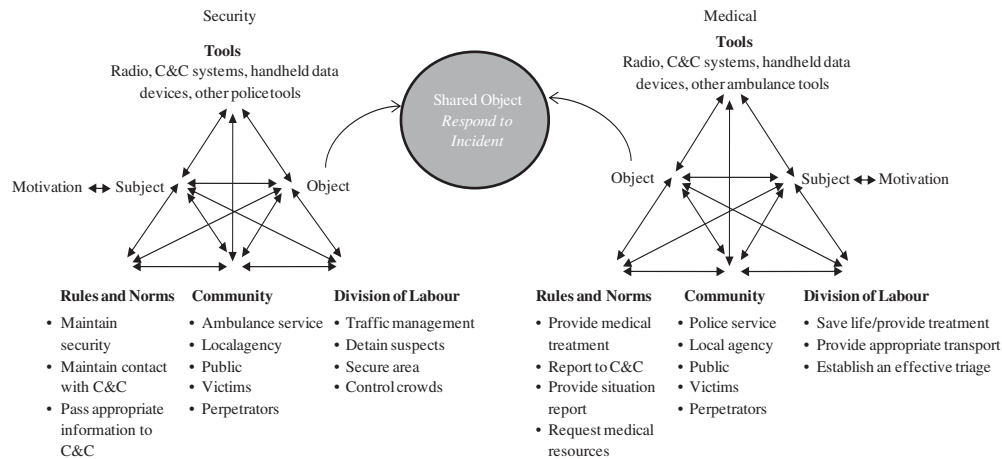 Security
Tools
Radio, C&C systems, handheld data
devices, other police tools
Motivation
Subject
Object
Shared Object
Respond to
Incident
Medical
Tools
Radio, C&C systems, handheld data
devices, other ambulance tools
Object
Subject
Motivation
Rules and Norms
• Maintain
security
• Maintain contact
with C&C
• Pass appropriate
information to
C&C
Community
• Ambulance service
• Localagency
• Public
• Victims
• Perpetrators
Division of Labour
• Traffic management
• Detain suspects
• Secure area
• Control crowds
Rules and Norms
• Provide medical
treatment
• Report to C&C
• Provide situation
report
• Request medical
resources
Community
• Police service
• Local agency
• Public
• Victims
• Perpetrators
Division of Labour
• Save life/provide treatment
• Provide appropriate transport
• Establish an effective triage